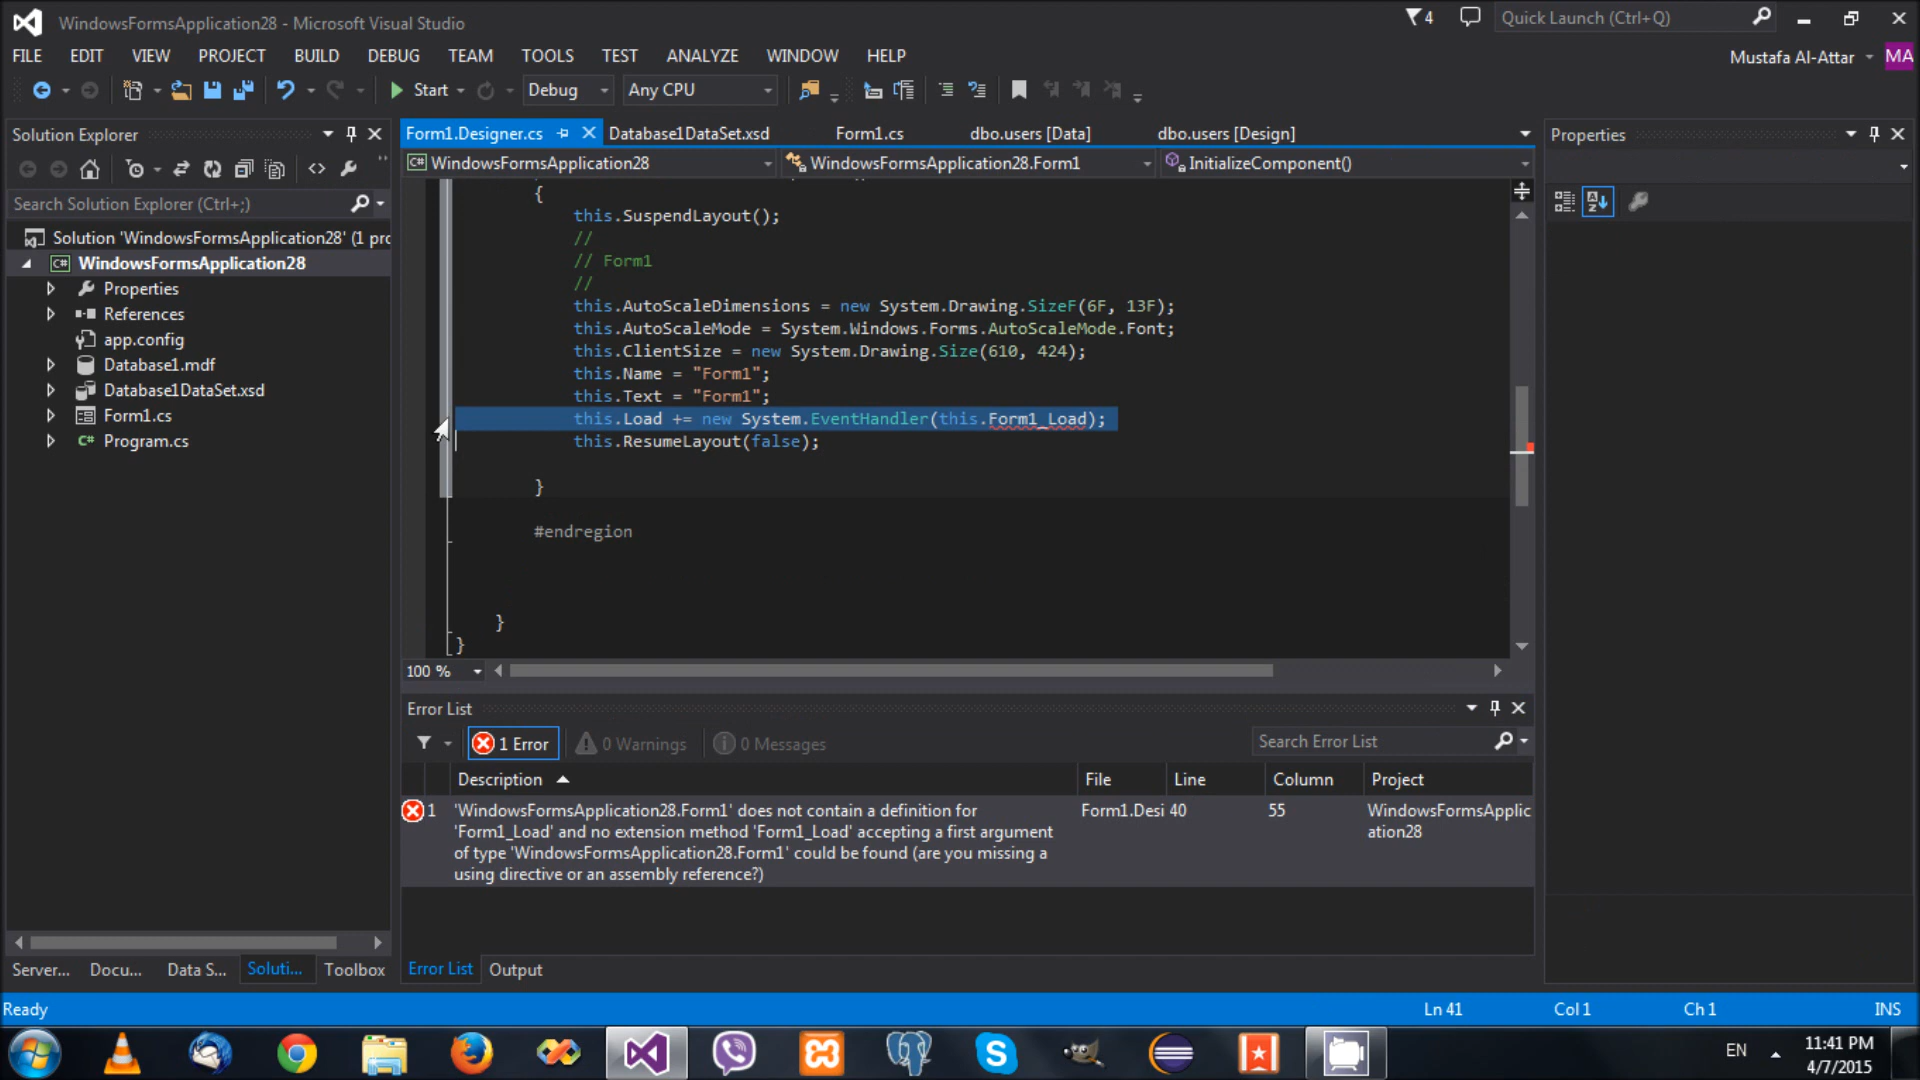 WindowsFormsApplication28 - Microsoft Visual Studio
4
Quick Launch (Ctrl+Q)
FILE EDIT VIEW PROJECT BUILD DEBUG TEAM TOOLS TEST ANALYZE WINDOW HELP
Mustafa Al-Attar MA
Start Debug Any CPU
Solution Explorer
Form1.Designer.cs Database1DataSet.xsd Form1.cs dbo.users [Data] dbo.users [Design]
Properties
WindowsFormsApplication28 WindowsFormsApplication28.Form1 InitializeComponent()
Search Solution Explorer (Ctrl+;)
Solution 'WindowsFormsApplication28' (1 pro
WindowsFormsApplication28
Properties
References
app.config
Database1.mdf
Database1DataSet.xsd
Form1.cs
Program.cs
{
this.SuspendLayout();
//
// Form1
//
this.AutoScaleDimensions = new System.Drawing.SizeF(6F, 13F);
this.AutoScaleMode = System.Windows.Forms.AutoScaleMode.Font;
this.ClientSize = new System.Drawing.Size(610, 424);
this.Name = "Form1";
this.Text = "Form1";
this.Load += new System.EventHandler(this.Form1_Load);
this.ResumeLayout(false);
}
#endregion
}
}
100 %
Error List
1 Error 0 Warnings 0 Messages
Search Error List
Description File Line Column Project
1 'WindowsFormsApplication28.Form1' does not contain a definition for Form1.Desi 40 55 WindowsFormsApplic
'Form1_Load' and no extension method 'Form1_Load' accepting a first argument ation28
of type 'WindowsFormsApplication28.Form1' could be found (are you missing a
using directive or an assembly reference?)
Server... Docu... Data S... Soluti... Toolbox
Error List Output
Ready
Ln 41 Col 1 Ch 1 INS
EN
11:41 PM
4/7/2015